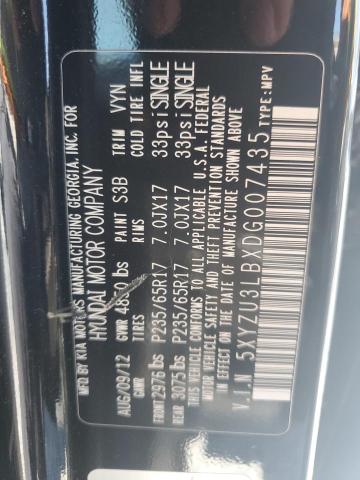 MANUFACTURED BY KIA MOTORS MANUFACTURING GEORGIA, INC. FOR
HYUNDAI MOTOR COMPANY
AUG/09/12 GVWR 4850 lbs PAINT S3B TRIM VYN
GAWR TIRES RIMS COLD TIRE INFL
FRONT 2976 lbs P235/65R17 7.0JX17 33psi SINGLE
REAR 3075 lbs P235/65R17 7.0JX17 33psi SINGLE
THIS VEHICLE CONFORMS TO ALL APPLICABLE U.S.A. FEDERAL
MOTOR VEHICLE SAFETY AND THEFT PREVENTION STANDARDS
IN EFFECT ON THE DATE OF MANUFACTURE SHOWN ABOVE.
V.I.N. 5XYZU3LBXDG007435 TYPE:MPV